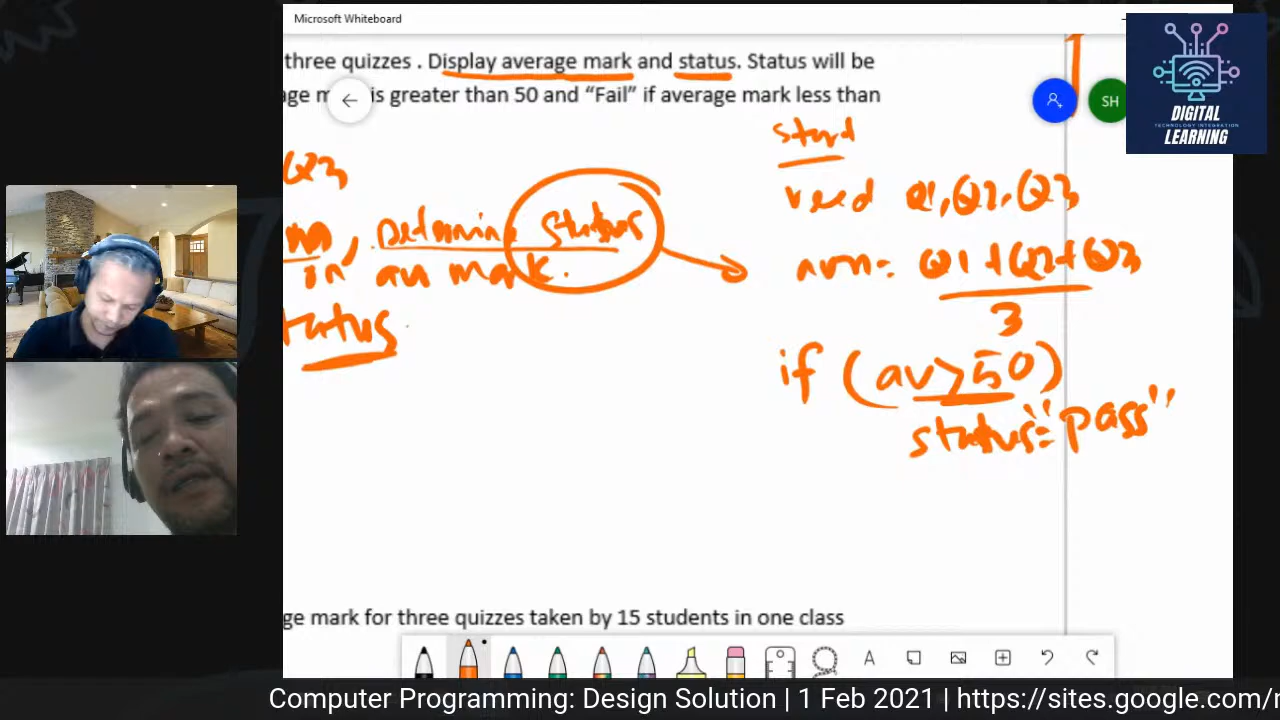 Microsoft Whiteboard
three quizzes . Display average mark and status. Status will be
is greater than 50 and “Fail” if average mark less than
SH
DIGITAL
TECHNOLOGY INTEGRATION
LEARNING
Q3
, Determine status
in av mark.
status
start
read Q1, Q2, Q3
= Q1 + Q2 + Q3
3
if (av>50)
status="pass"
ge mark for three quizzes taken by 15 students in one class
Computer Programming: Design Solution | 1 Feb 2021 | https://sites.google.com/